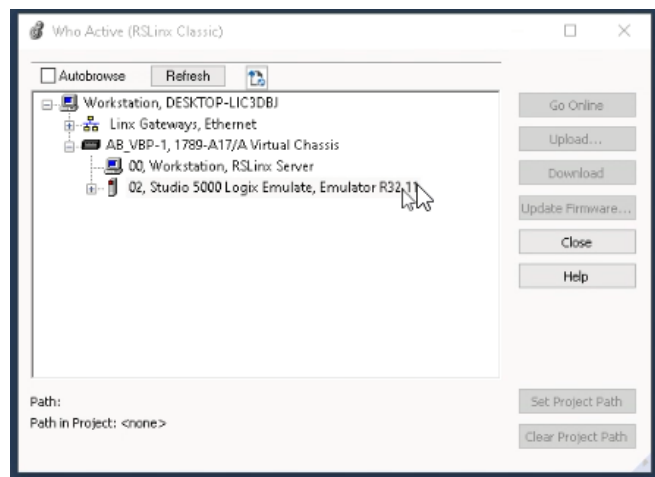 Who Active (RSLinx Classic)
Autobrowse Refresh
Workstation, DESKTOP-LIC3DBJ
Linx Gateways, Ethernet
AB_VBP-1, 1789-A17/A Virtual Chassis
00, Workstation, RSLinx Server
02, Studio 5000 Logix Emulate, Emulator R32.11
Go Online
Upload...
Download
Update Firmware...
Close
Help
Path:
Path in Project: <none>
Set Project Path
Clear Project Path